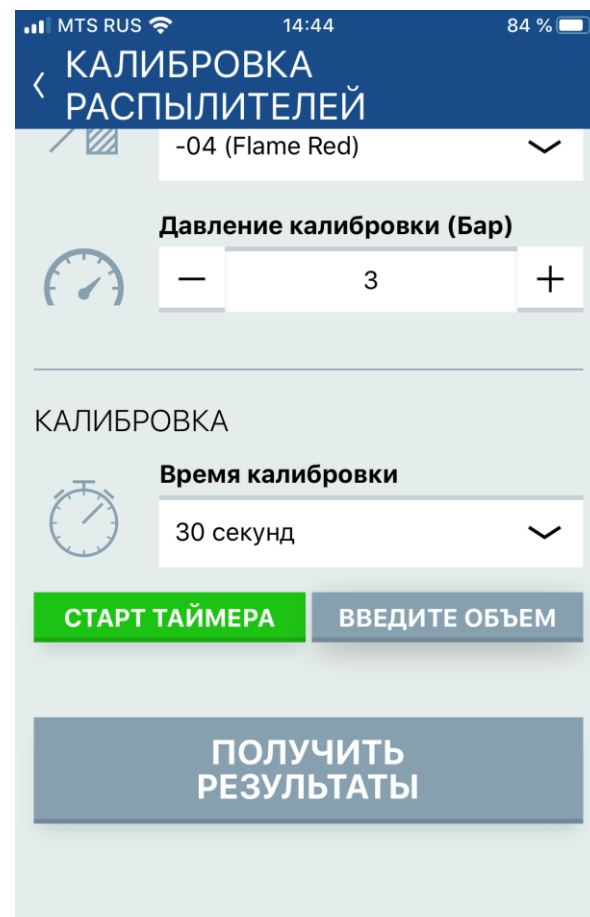 MTS RUS 14:44 84 %
КАЛИБРОВКА
РАСПЫЛИТЕЛЕЙ
-04 (Flame Red)
Давление калибровки (Бар)
— 3 +
КАЛИБРОВКА
Время калибровки
30 секунд
СТАРТ ТАЙМЕРА ВВЕДИТЕ ОБЪЕМ
ПОЛУЧИТЬ
РЕЗУЛЬТАТЫ